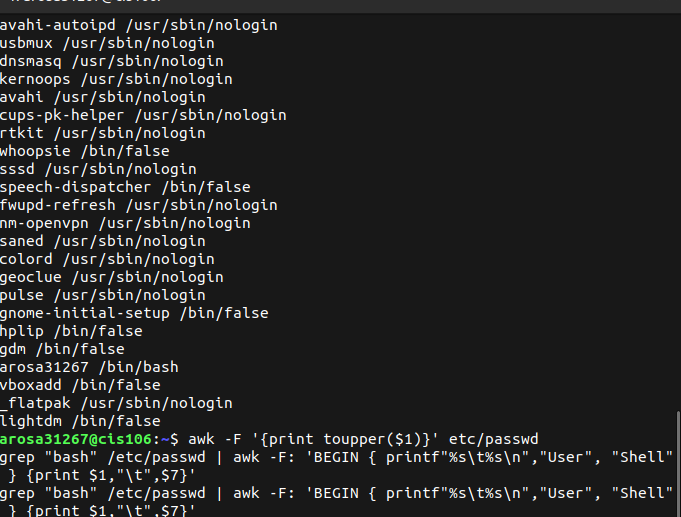 avahi-autoipd /usr/sbin/nologin
usbmux /usr/sbin/nologin
dnsmasq /usr/sbin/nologin
kernoops /usr/sbin/nologin
avahi /usr/sbin/nologin
cups-pk-helper /usr/sbin/nologin
rtkit /usr/sbin/nologin
whoopsie /bin/false
sssd /usr/sbin/nologin
speech-dispatcher /bin/false
fwupd-refresh /usr/sbin/nologin
nm-openvpn /usr/sbin/nologin
saned /usr/sbin/nologin
colord /usr/sbin/nologin
geoclue /usr/sbin/nologin
pulse /usr/sbin/nologin
gnome-initial-setup /bin/false
hplip /bin/false
gdm /bin/false
arosa31267 /bin/bash
vboxadd /bin/false
_flatpak /usr/sbin/nologin
lightdm /bin/false
arosa31267@cis106:~$ awk -F '{print toupper($1)}' etc/passwd
grep "bash" /etc/passwd | awk -F: 'BEGIN { printf"%s\t%s\n","User", "Shell"
 } {print $1,"\t",$7}'
grep "bash" /etc/passwd | awk -F: 'BEGIN { printf"%s\t%s\n","User", "Shell"
 } {print $1,"\t",$7}'